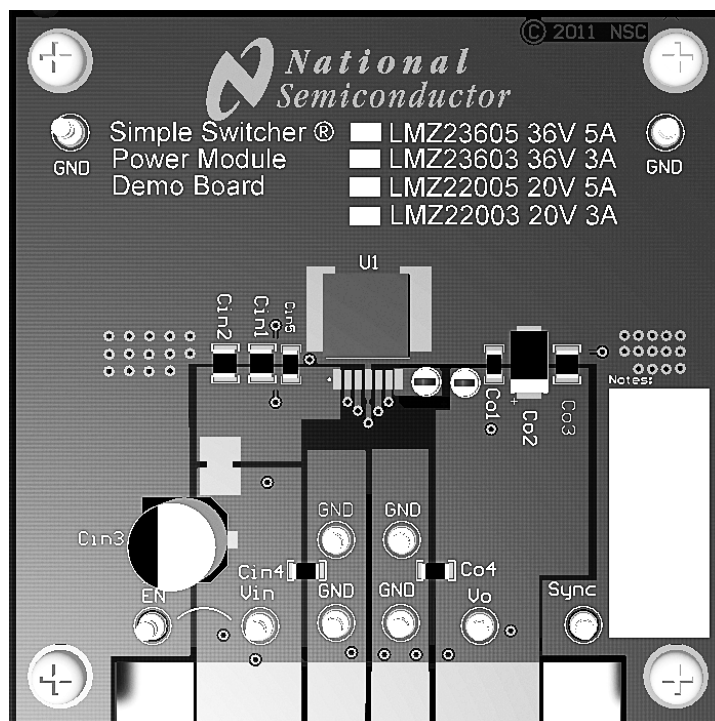 © 2011 NSC
National
Semiconductor
Simple Switcher ®
Power Module
Demo Board
LMZ23605 36V 5A
LMZ23603 36V 3A
LMZ22005 20V 5A
LMZ22003 20V 3A
GND
GND
U1
Cin2
Cin1
Cin5
Co1
Co2
Co3
+
Notes:
Cin3
GND
GND
Cin4
Co4
EN
Vin
GND
GND
Vo
Sync